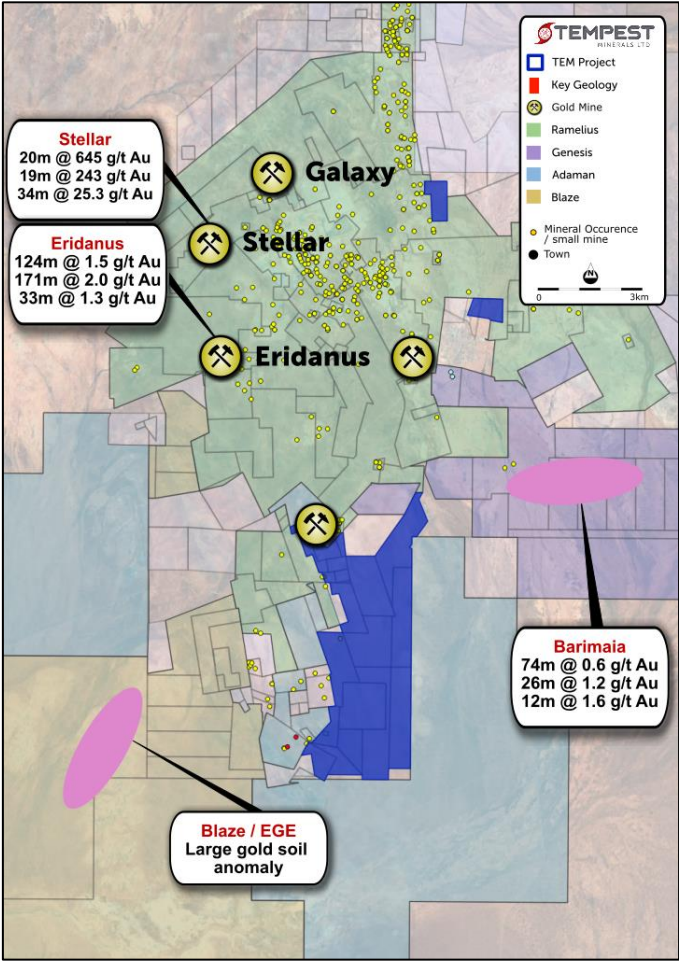 TEMPEST
MINERALS LTD
TEM Project
Key Geology
Gold Mine
Ramelius
Genesis
Adaman
Blaze
Mineral Occurence
/ small mine
Town
N
0 3km
Stellar
20m @ 645 g/t Au
19m @ 243 g/t Au
34m @ 25.3 g/t Au
Galaxy
Stellar
Eridanus
124m @ 1.5 g/t Au
171m @ 2.0 g/t Au
33m @ 1.3 g/t Au
Eridanus
Barimaia
74m @ 0.6 g/t Au
26m @ 1.2 g/t Au
12m @ 1.6 g/t Au
Blaze / EGE
Large gold soil
anomaly